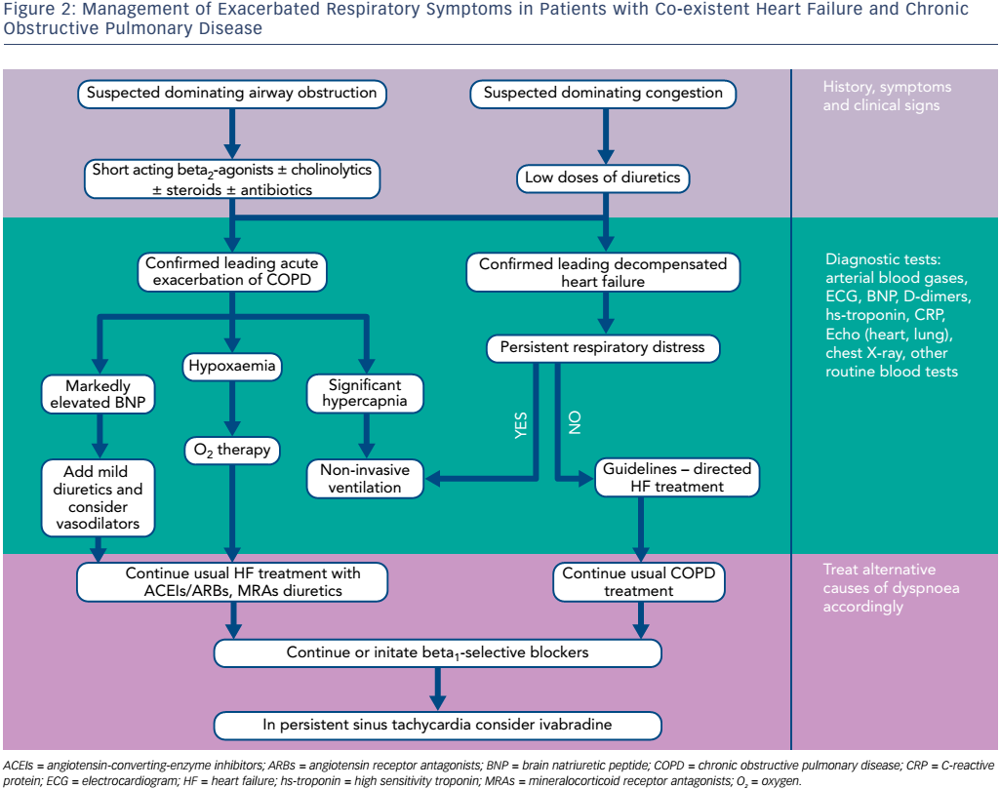 Figure 2: Management of Exacerbated Respiratory Symptoms in Patients with Co-existent Heart Failure and Chronic
Obstructive Pulmonary Disease
Suspected dominating airway obstruction
Suspected dominating congestion
History, symptoms
and clinical signs
Short acting beta2-agonists ± cholinolytics
± steroids ± antibiotics
Low doses of diuretics
Confirmed leading acute
exacerbation of COPD
Confirmed leading decompensated
heart failure
Diagnostic tests:
arterial blood gases,
ECG, BNP, D-dimers,
hs-troponin, CRP,
Echo (heart, lung),
chest X-ray, other
routine blood tests
Persistent respiratory distress
Markedly
elevated BNP
Hypoxaemia
Significant
hypercapnia
YES
NO
Add mild
diuretics and
consider
vasodilators
O2 therapy
Non-invasive
ventilation
Guidelines – directed
HF treatment
Continue usual HF treatment with
ACEIs/ARBs, MRAs diuretics
Continue usual COPD
treatment
Treat alternative
causes of dyspnoea
accordingly
Continue or initate beta1-selective blockers
In persistent sinus tachycardia consider ivabradine
ACEIs = angiotensin-converting-enzyme inhibitors; ARBs = angiotensin receptor antagonists; BNP = brain natriuretic peptide; COPD = chronic obstructive pulmonary disease; CRP = C-reactive
protein; ECG = electrocardiogram; HF = heart failure; hs-troponin = high sensitivity troponin; MRAs = mineralocorticoid receptor antagonists; O2 = oxygen.